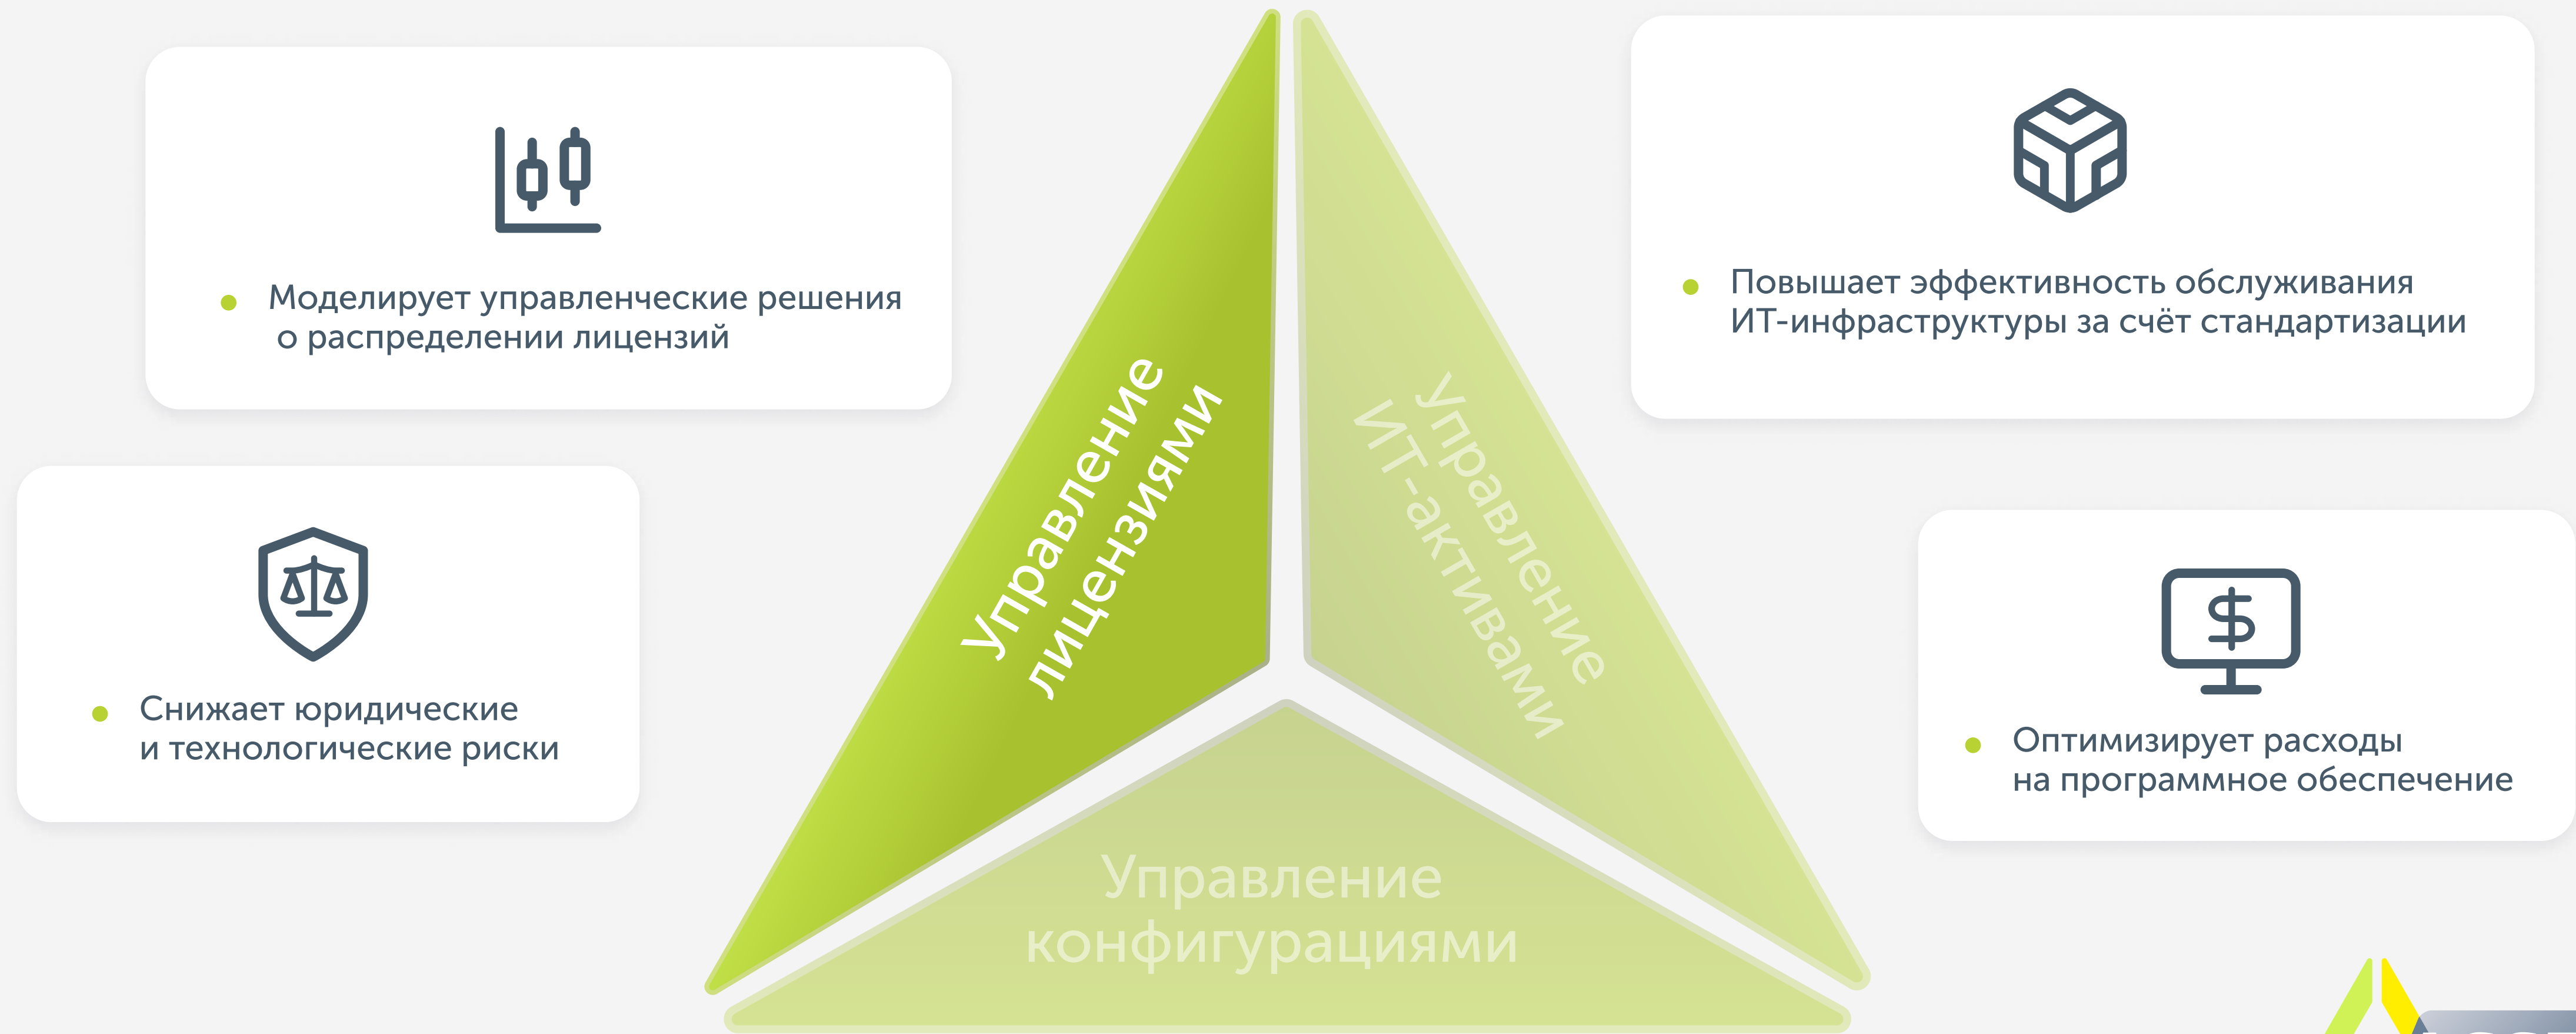 Моделирует управленческие решения
о распределении лицензий
Снижает юридические
и технологические риски
Управление
лицензиями
Управление
ИТ-активами
Управление
конфигурациями
Повышает эффективность обслуживания
ИТ-инфраструктуры за счёт стандартизации
Оптимизирует расходы
на программное обеспечение